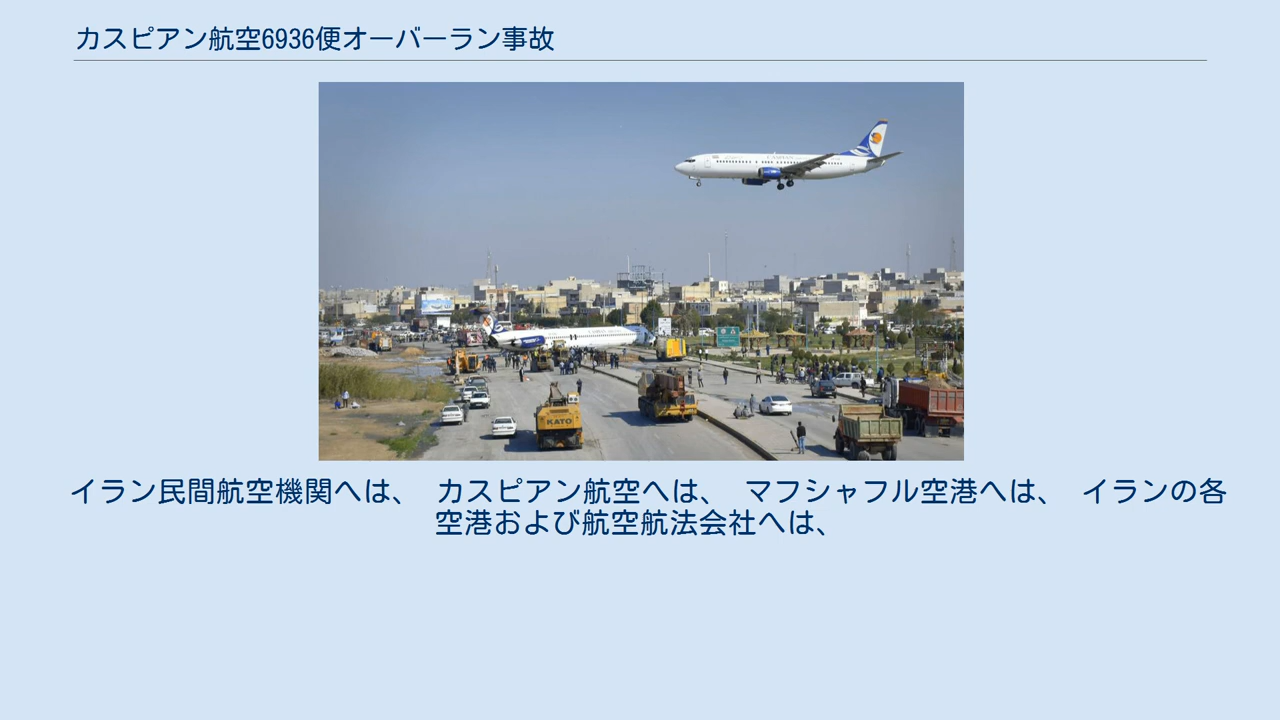 カスピアン航空6936便オーバーラン事故
KATO
イラン民間航空機関へは、 カスピアン航空へは、 マフシャフル空港へは、 イランの各
空港および航空航法会社へは、